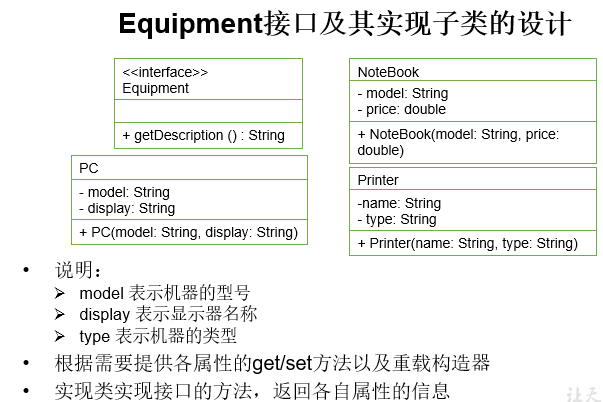 Equipment接口及其实现子类的设计
<<interface>>
Equipment
+ getDescription () : String
NoteBook
- model: String
- price: double
+ NoteBook(model: String, price:
double)
PC
- model: String
- display: String
+ PC(model: String, display: String)
Printer
-name: String
- type: String
+ Printer(name: String, type: String)
• 说明：
➢ model 表示机器的型号
➢ display 表示显示器名称
➢ type 表示机器的类型
• 根据需要提供各属性的get/set方法以及重载构造器
• 实现类实现接口的方法，返回各自属性的信息
让天